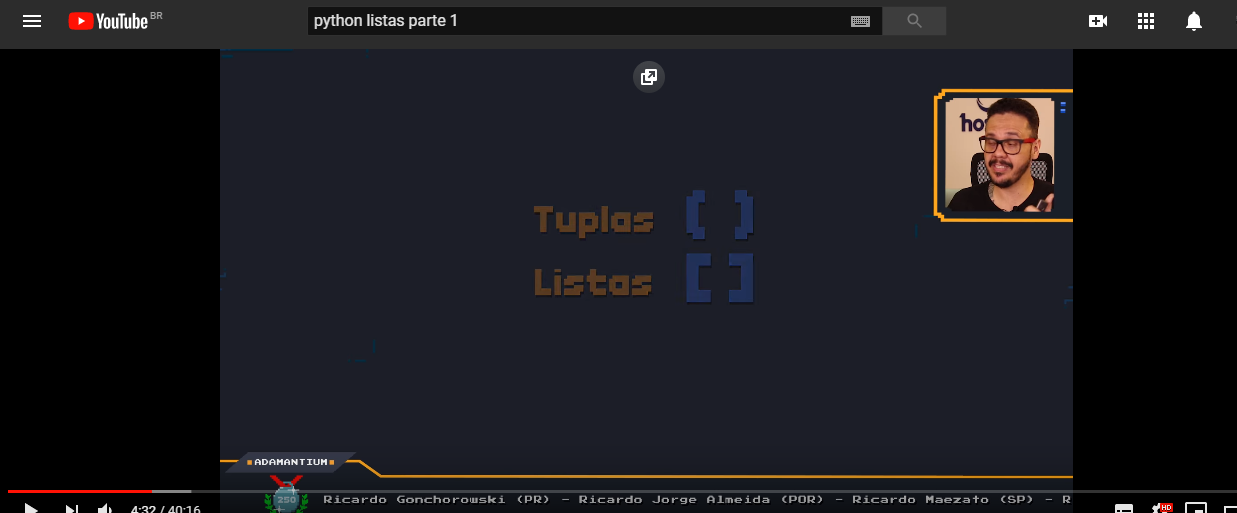 YouTube BR
python listas parte 1
Tuplas ( )
Listas [ ]
ADAMANTIUM
250
Ricardo Gonchorowski (PR) - Ricardo Jorge Almeida (POR) - Ricardo Maezato (SP) - R
4:32 / 40:16
HD